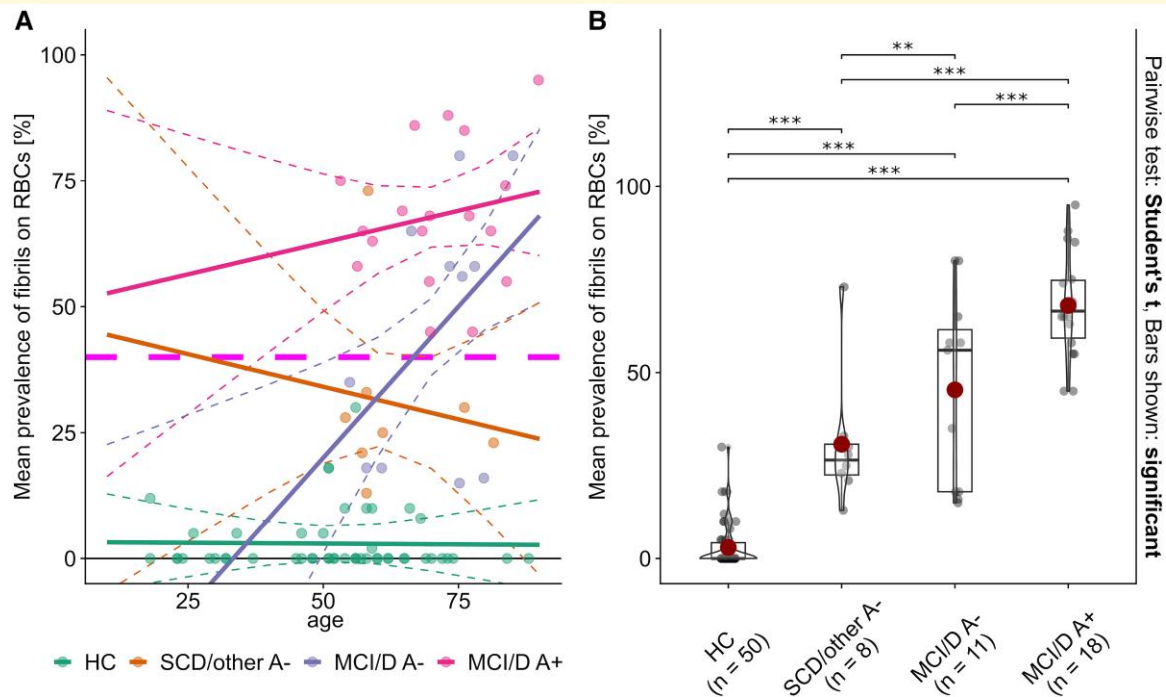 A
Mean prevalence of fibrils on RBCs [%]
100
75
50
25
0
25 50 75
age
HC SCD/other A- MCI/D A- MCI/D A+
B
Mean prevalence of fibrils on RBCs [%]
100
50
0
**
***
***
***
***
***
HC
(n = 50)
SCD/other A-
(n = 8)
MCI/D A-
(n = 11)
MCI/D A+
(n = 18)
Pairwise test: Student's t, Bars shown: significant